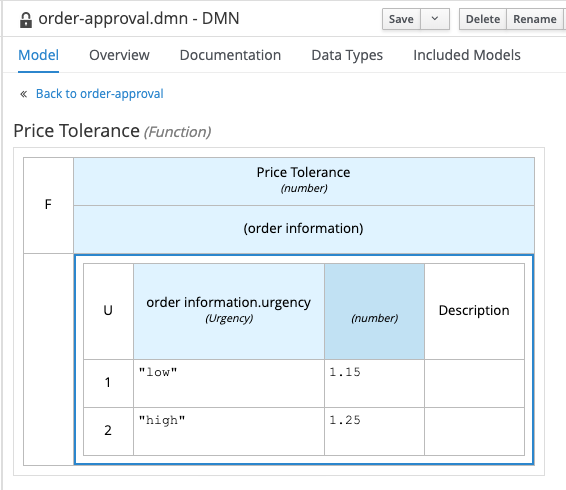 order-approval.dmn - DMN
Save
Delete
Rename
Model
Overview
Documentation
Data Types
Included Models
« Back to order-approval
Price Tolerance (Function)
F
Price Tolerance
(number)
(order information)
U
order information.urgency
(Urgency)
(number)
Description
1
"low"
1.15
2
"high"
1.25